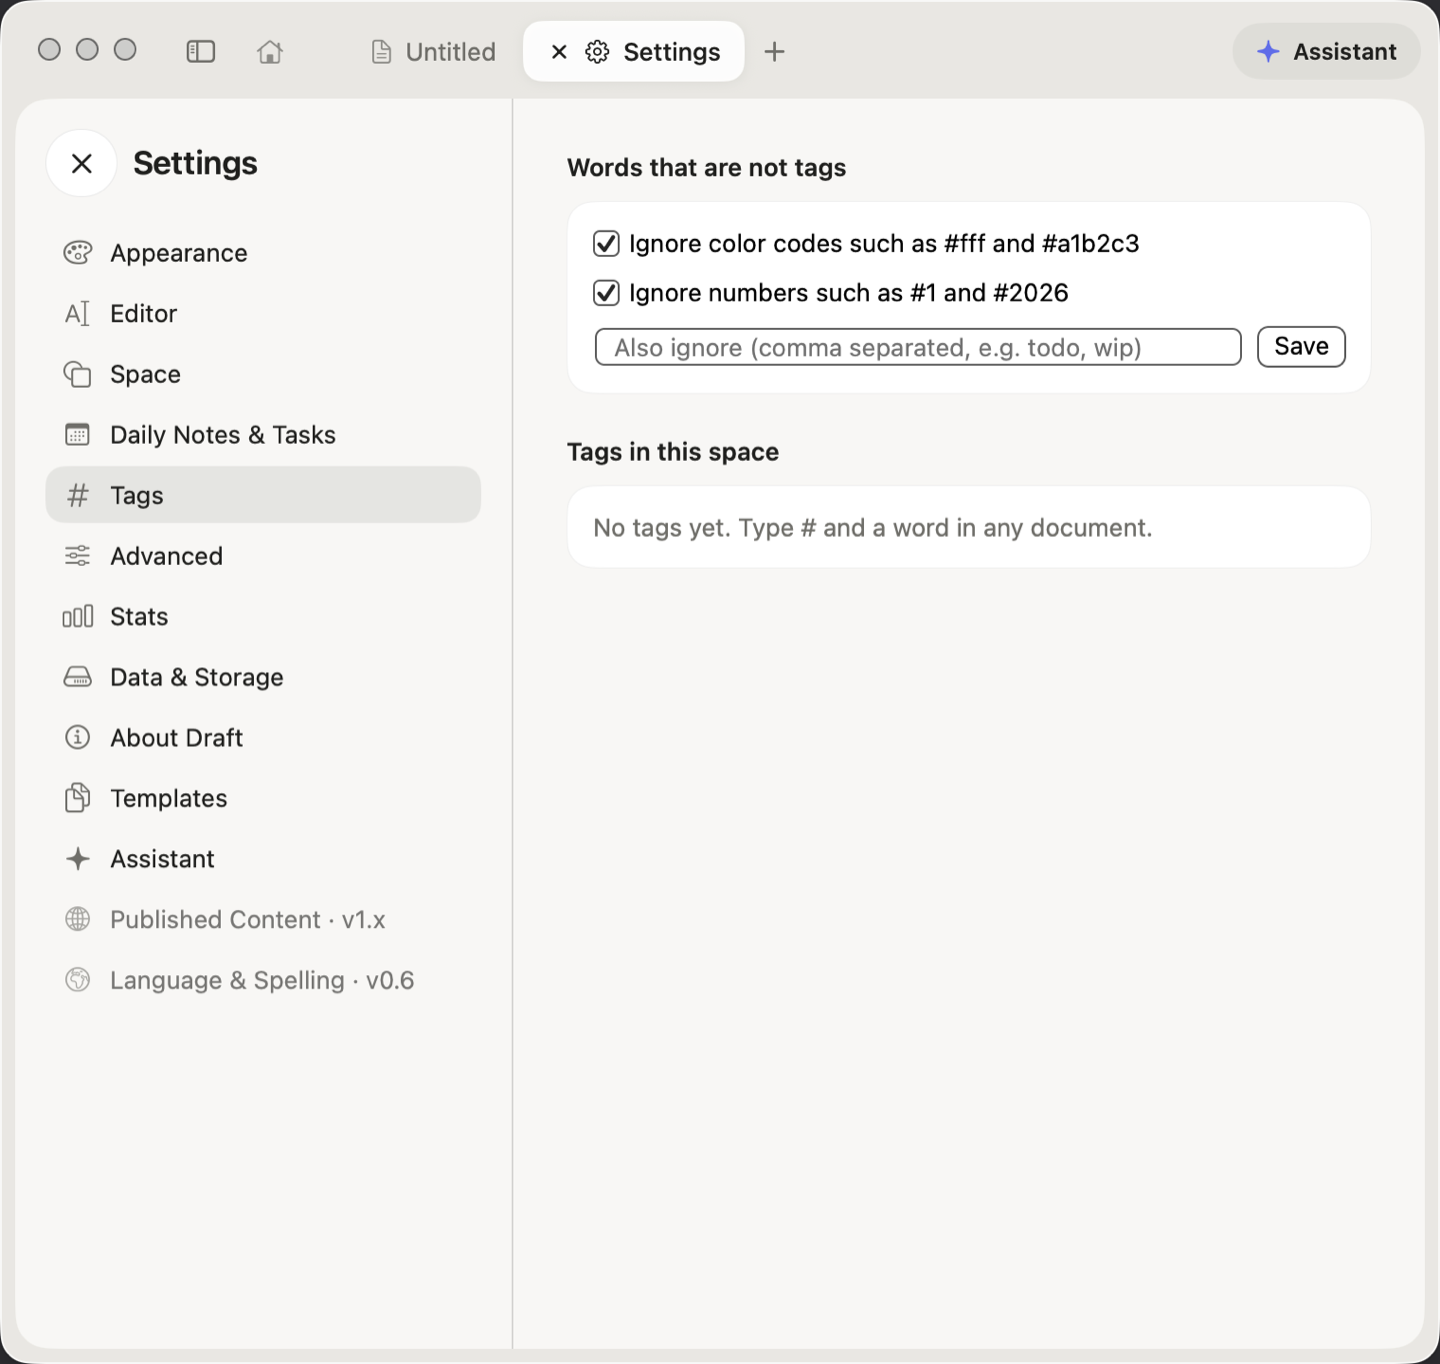 Untitled
Settings
Assistant
Settings
Appearance
Editor
Space
Daily Notes & Tasks
Tags
Advanced
Stats
Data & Storage
About Draft
Templates
Assistant
Published Content · v1.x
Language & Spelling · v0.6
Words that are not tags
Ignore color codes such as #fff and #a1b2c3
Ignore numbers such as #1 and #2026
Also ignore (comma separated, e.g. todo, wip)
Save
Tags in this space
No tags yet. Type # and a word in any document.